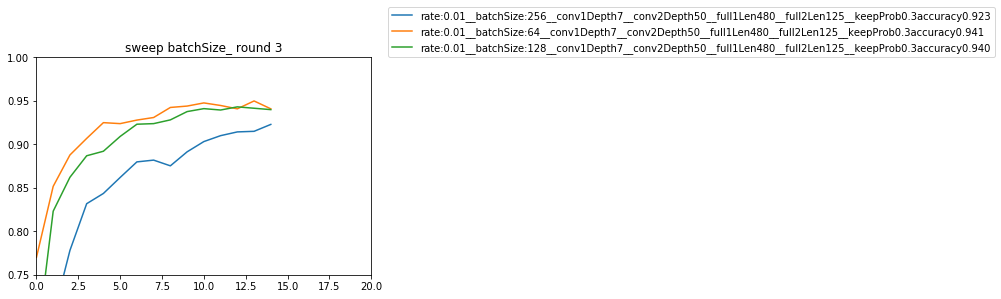 rate:0.01__batchSize:256__conv1Depth7__conv2Depth50__full1Len480__full2Len125__keepProb0.3accuracy0.923
rate:0.01__batchSize:64__conv1Depth7__conv2Depth50__full1Len480__full2Len125__keepProb0.3accuracy0.941
rate:0.01__batchSize:128__conv1Depth7__conv2Depth50__full1Len480__full2Len125__keepProb0.3accuracy0.940
sweep batchSize_ round 3
1.00
0.95
0.90
0.85
0.80
0.75
0.0 2.5 5.0 7.5 10.0 12.5 15.0 17.5 20.0